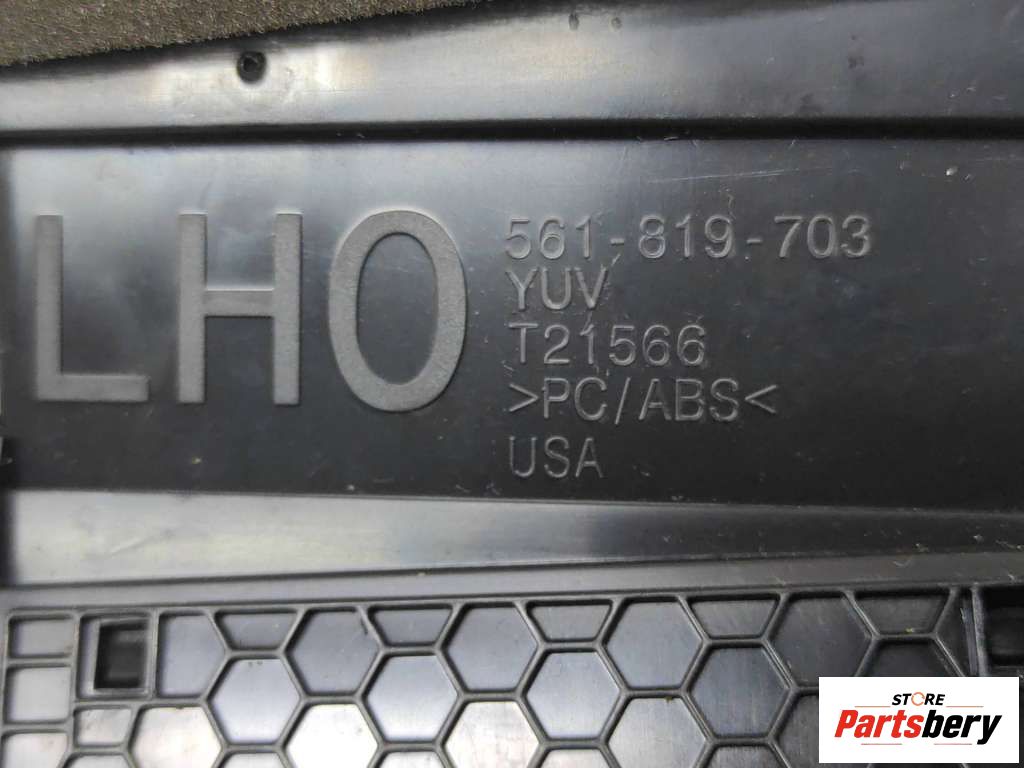 LHO
561-819-703
YUV
T21566
>PC/ABS<
USA
STORE
Partsbery